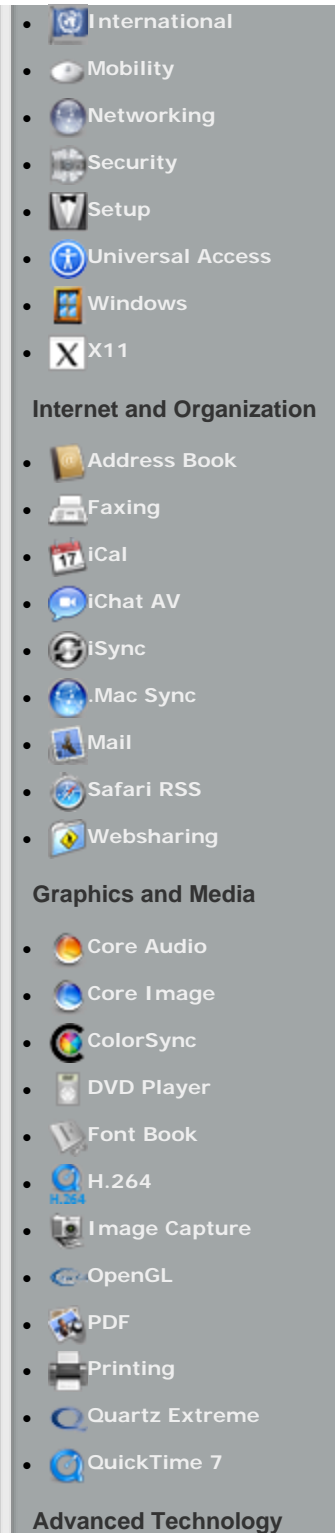 International
Mobility
Networking
Security
Setup
Universal Access
Windows
X X11
Internet and Organization
Address Book
Faxing
17 iCal
iChat AV
iSync
.Mac Sync
Mail
Safari RSS
Websharing
Graphics and Media
Core Audio
Core Image
ColorSync
DVD Player
Font Book
H.264
H.264
Image Capture
OpenGL
PDF
Printing
Quartz Extreme
QuickTime 7
Advanced Technology